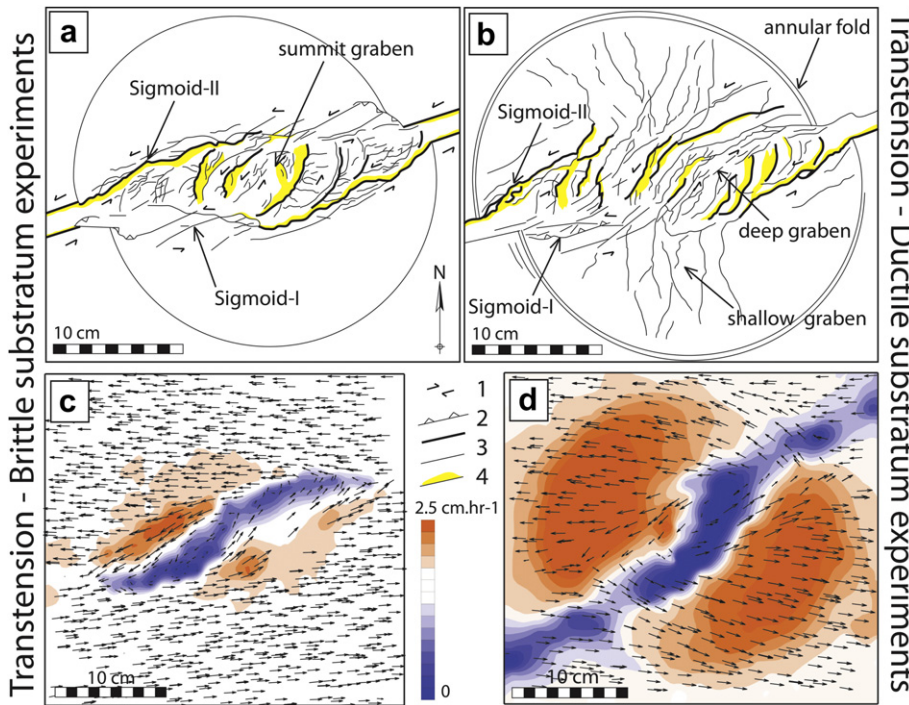 Transtension - Brittle substratum experiments
a
summit graben
Sigmoid-II
Sigmoid-I
N
10 cm
b
annular fold
Sigmoid-II
deep graben
Sigmoid-I
shallow graben
10 cm
Transtension - Ductile substratum experiments
c
10 cm
1
2
3
4
2.5 cm.hr-1
0
d
10 cm